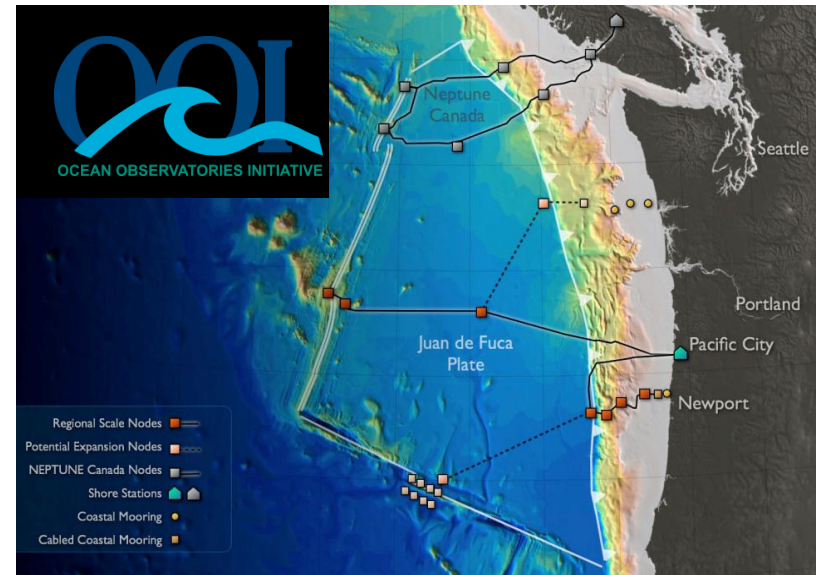 OOI
OCEAN OBSERVATORIES INITIATIVE
Neptune
Canada
Seattle
Portland
Juan de Fuca
Plate
Pacific City
Newport
Regional Scale Nodes
Potential Expansion Nodes
NEPTUNE Canada Nodes
Shore Stations
Coastal Mooring
Cabled Coastal Mooring